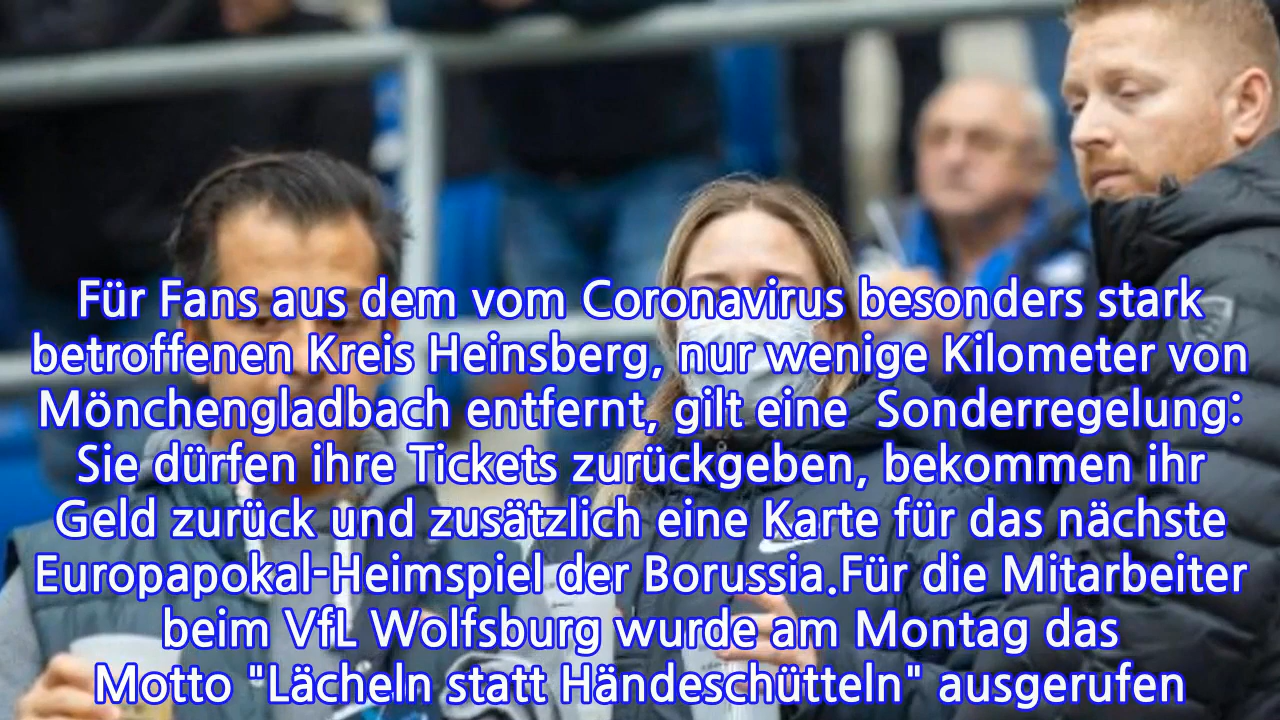 Für Fans aus dem vom Coronavirus besonders stark
betroffenen Kreis Heinsberg, nur wenige Kilometer von
Mönchengladbach entfernt, gilt eine  Sonderregelung:
Sie dürfen ihre Tickets zurückgeben, bekommen ihr
Geld zurück und zusätzlich eine Karte für das nächste
Europapokal-Heimspiel der Borussia.Für die Mitarbeiter
beim VfL Wolfsburg wurde am Montag das
Motto "Lächeln statt Händeschütteln" ausgerufen